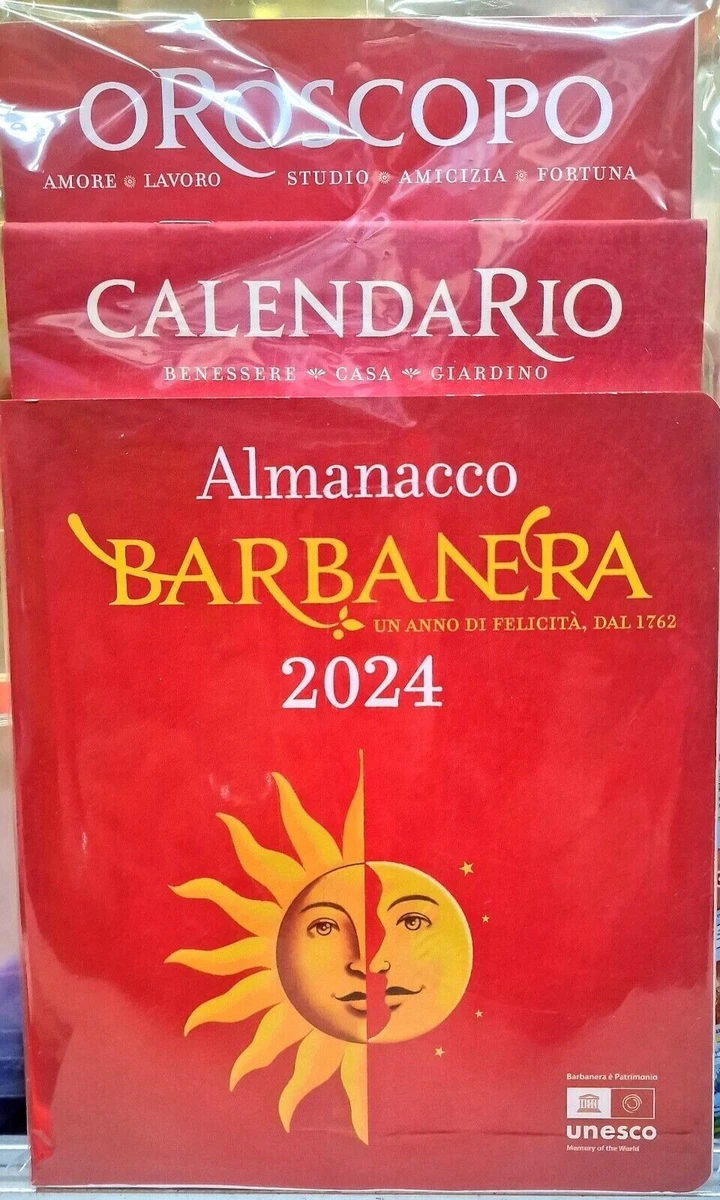 OROSCOPO
AMORE LAVORO STUDIO AMICIZIA FORTUNA
CALENDARIO
BENESSERE CASA GIARDINO
Almanacco
BARBANERA
UN ANNO DI FELICITÀ, DAL 1762
2024
Barbanera è Patrimonio
unesco
Memory of the World